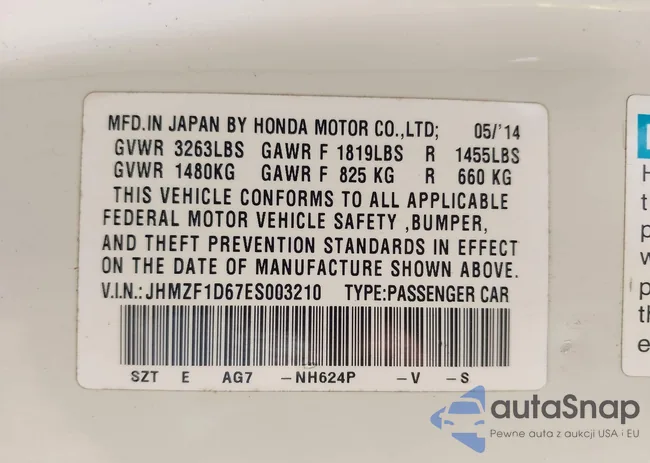 MFD.IN JAPAN BY HONDA MOTOR CO.,LTD; 05/'14
GVWR 3263LBS GAWR F 1819LBS R 1455LBS
GVWR 1480KG GAWR F 825 KG R 660 KG
THIS VEHICLE CONFORMS TO ALL APPLICABLE
FEDERAL MOTOR VEHICLE SAFETY ,BUMPER,
AND THEFT PREVENTION STANDARDS IN EFFECT
ON THE DATE OF MANUFACTURE SHOWN ABOVE.
V.I.N.: JHMZF1D67ES003210 TYPE:PASSENGER CAR
SZT E AG7 -NH624P -V -S
autaSnap
Pewne auta z aukcji USA i EU